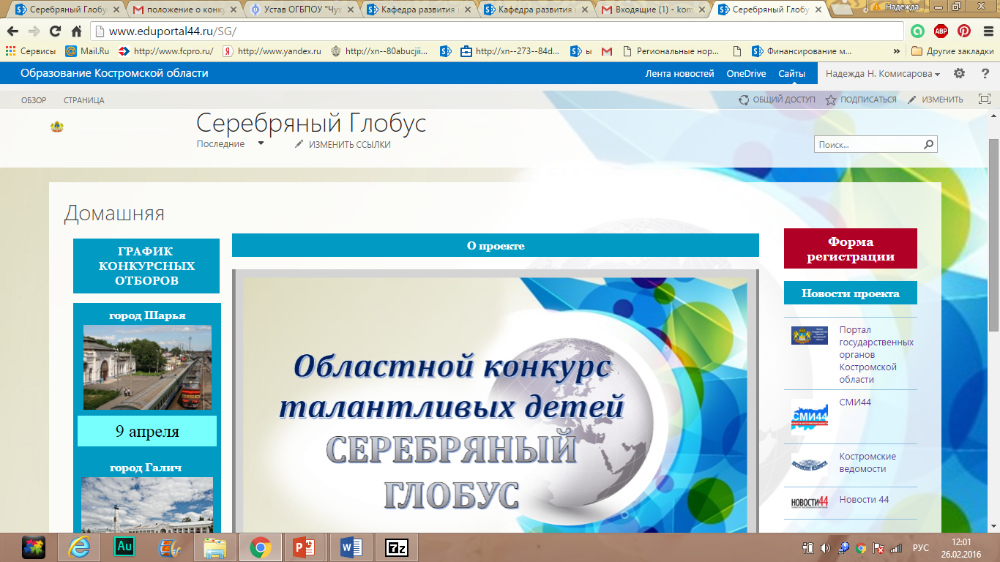 Серебряный Глобу
положение о конку
Устав ОГБПОУ "Чух
Кафедра развития
Кафедра развития
Входящие (1) - kom
Серебряный Глобу
Надежда
www.eduportal44.ru/SG/
Сервисы
Mail.Ru
http://www.fcpro.ru/
http://www.yandex.ru
http://xn--80abucjii...
http://xn--273--84d...
ы
Региональные нор...
Финансирование м...
»
Другие закладки
Образование Костромской области
Лента новостей
OneDrive
Сайты
Надежда Н. Комисарова
?
ОБЗОР
СТРАНИЦА
ОБЩИЙ ДОСТУП
ПОДПИСАТЬСЯ
ИЗМЕНИТЬ
Серебряный Глобус
Последние
ИЗМЕНИТЬ ССЫЛКИ
Поиск...
Домашняя
ГРАФИК
КОНКУРСНЫХ
ОТБОРОВ
город Шарья
9 апреля
город Галич
О проекте
Областной конкурс
талантливых детей
СЕРЕБРЯНЫЙ
ГЛОБУС
Форма
регистрации
Новости проекта
Портал
государственных
органов
Костромской
области
СМИ44
СМИ44
Костромские
ведомости
НОВОСТИ44
Новости 44
Au
7z
РУС
12:01
26.02.2016